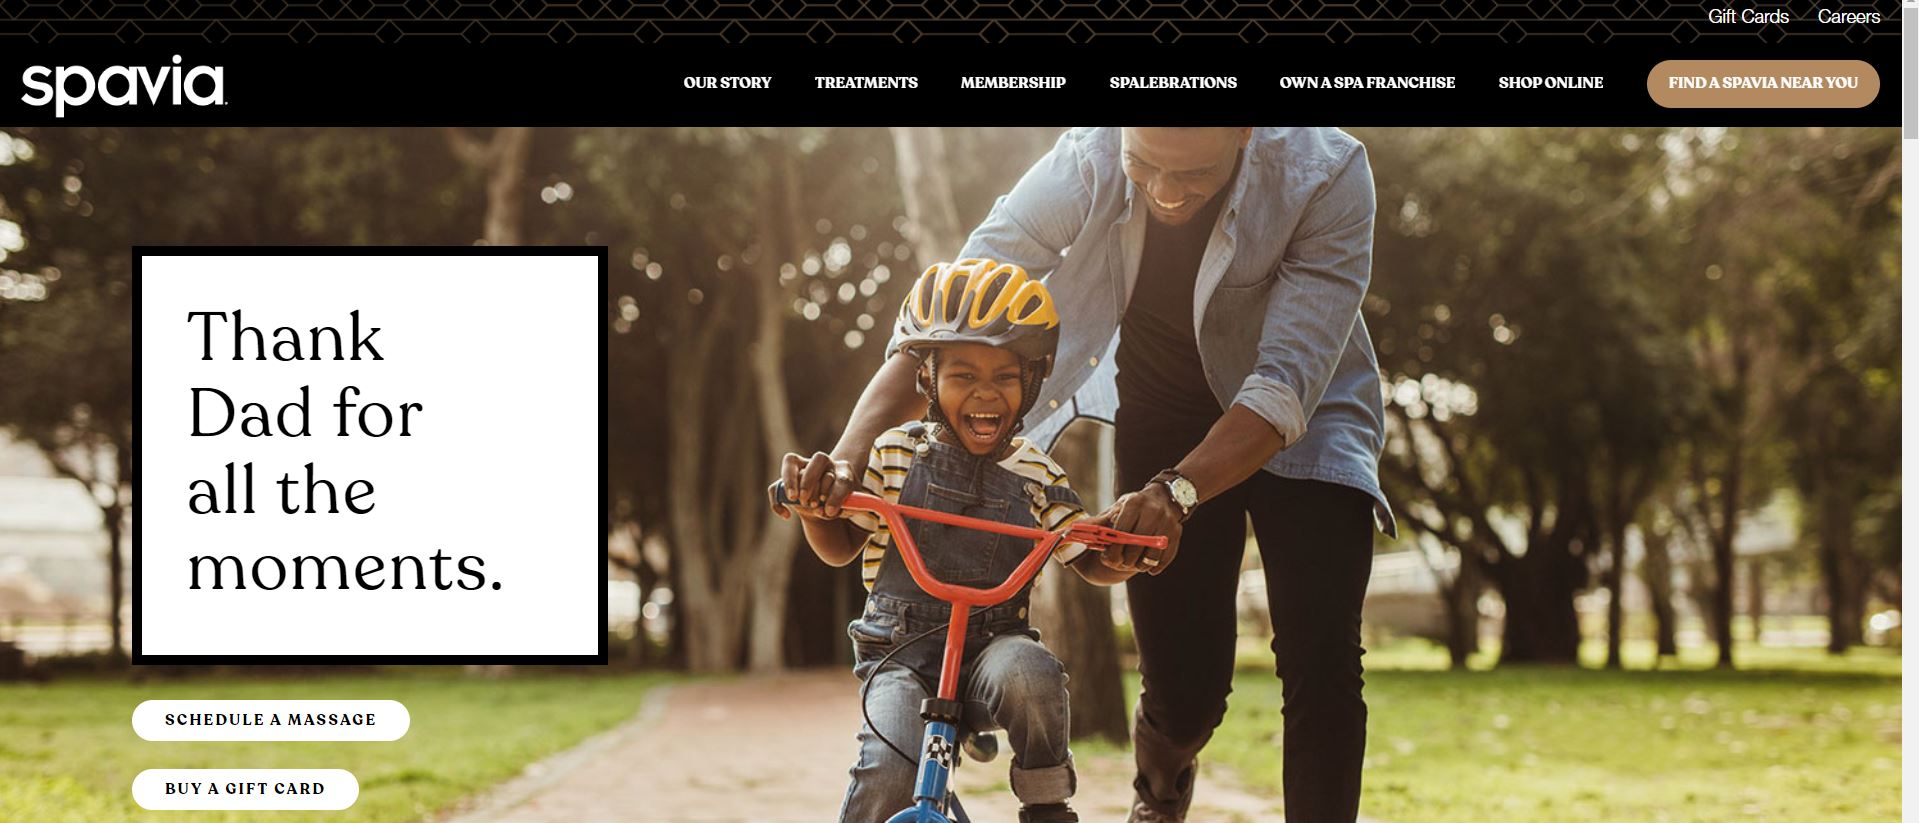 Gift Cards Careers
spavia
OUR STORY TREATMENTS MEMBERSHIP SPALEBRATIONS OWN A SPA FRANCHISE SHOP ONLINE FIND A SPAVIA NEAR YOU
Thank
Dad for
all the
moments.
SCHEDULE A MASSAGE
BUY A GIFT CARD